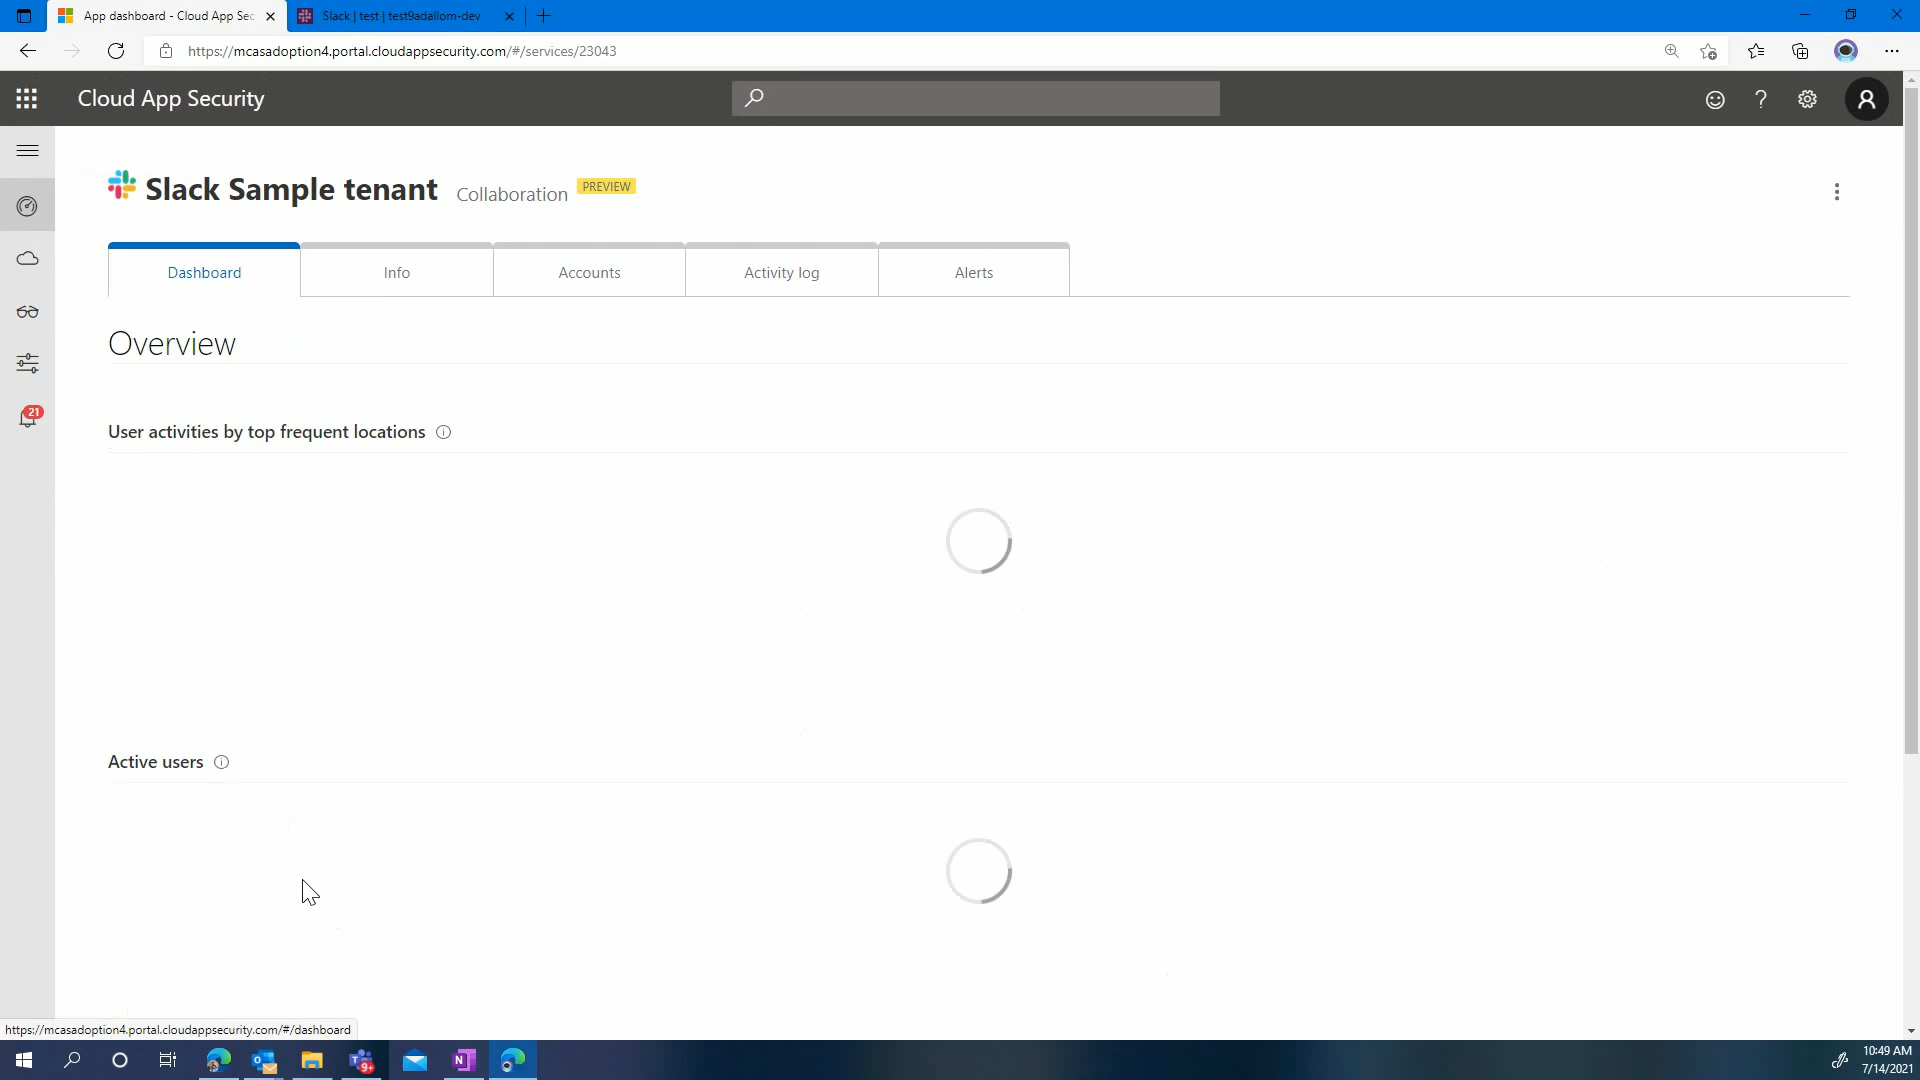 App dashboard - Cloud App Sec
Slack | test | test9adallom-dev
https://mcasadoption4.portal.cloudappsecurity.com/#/services/23043
Cloud App Security
Slack Sample tenant
Collaboration
PREVIEW
Dashboard
Info
Accounts
Activity log
Alerts
Overview
21
User activities by top frequent locations
Active users
https://mcasadoption4.portal.cloudappsecurity.com/#/dashboard
9+
10:49 AM
7/14/2021